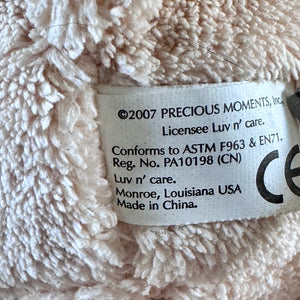 ©2007 PRECIOUS MOMENTS, Inc.
Licensee Luv n' care.
Conforms to ASTM F963 & EN71.
Reg. No. PA10198 (CN)
Luv n' care.
Monroe, Louisiana USA
Made in China.
CE